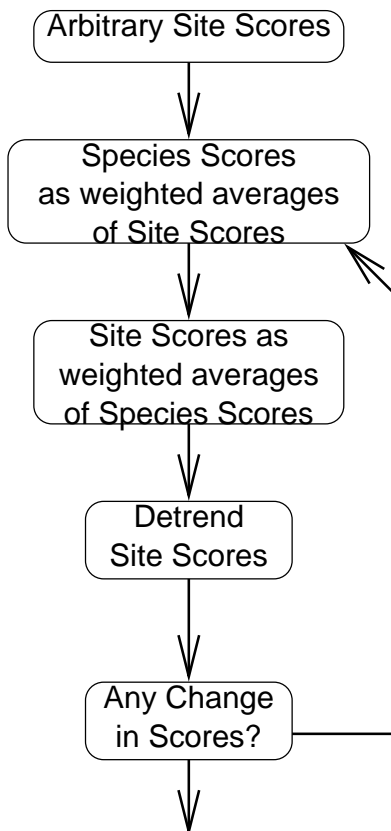 Arbitrary Site Scores
Species Scores
as weighted averages
of Site Scores
Site Scores as
weighted averages
of Species Scores
Detrend
Site Scores
Any Change
in Scores?